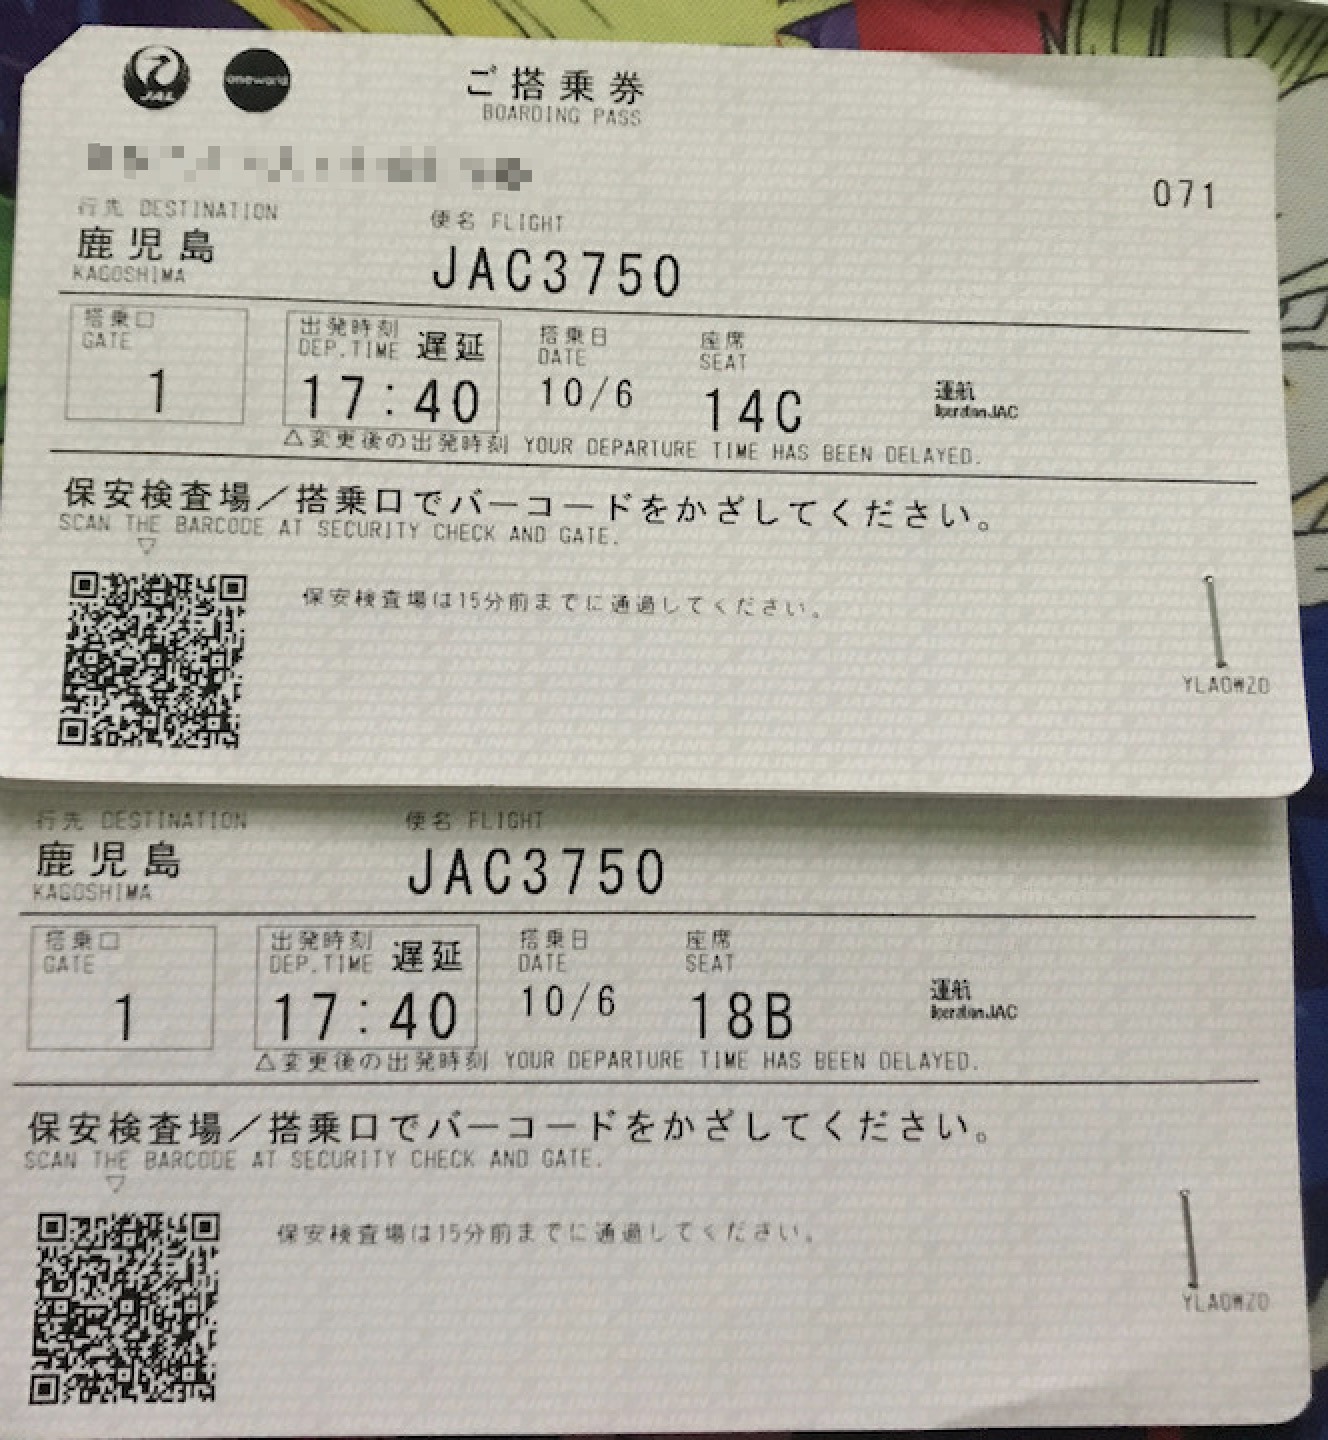 JAL oneworld
ご搭乗券
BOARDING PASS
071
行先 DESTINATION 便名 FLIGHT
鹿児島 JAC3750
KAGOSHIMA
搭乗口 出発時刻 遅延 搭乗日 座席
GATE DEP.TIME DATE SEAT
1 17:40 10/6 14C 運航
Operation JAC
△変更後の出発時刻 YOUR DEPARTURE TIME HAS BEEN DELAYED.
保安検査場/搭乗口でバーコードをかざしてください。
SCAN THE BARCODE AT SECURITY CHECK AND GATE.
▽
保安検査場は15分前までに通過してください。
YLAOWZO
行先 DESTINATION 便名 FLIGHT
鹿児島 JAC3750
KAGOSHIMA
搭乗口 出発時刻 遅延 搭乗日 座席
GATE DEP.TIME DATE SEAT
1 17:40 10/6 18B 運航
Operation JAC
△変更後の出発時刻 YOUR DEPARTURE TIME HAS BEEN DELAYED.
保安検査場/搭乗口でバーコードをかざしてください。
SCAN THE BARCODE AT SECURITY CHECK AND GATE.
▽
保安検査場は15分前までに通過してください。
YLAOWZO